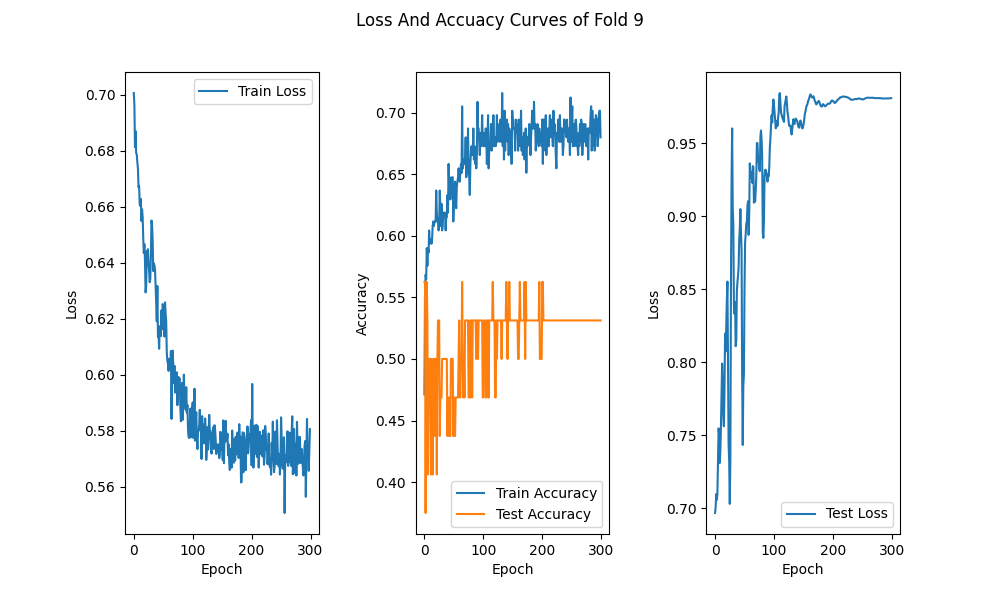 Loss And Accuacy Curves of Fold 9
Loss
0.70
0.68
0.66
0.64
0.62
0.60
0.58
0.56
Train Loss
0 100 200 300
Epoch
Accuracy
0.70
0.65
0.60
0.55
0.50
0.45
0.40
Train Accuracy
Test Accuracy
0 100 200 300
Epoch
Loss
0.95
0.90
0.85
0.80
0.75
0.70
Test Loss
0 100 200 300
Epoch